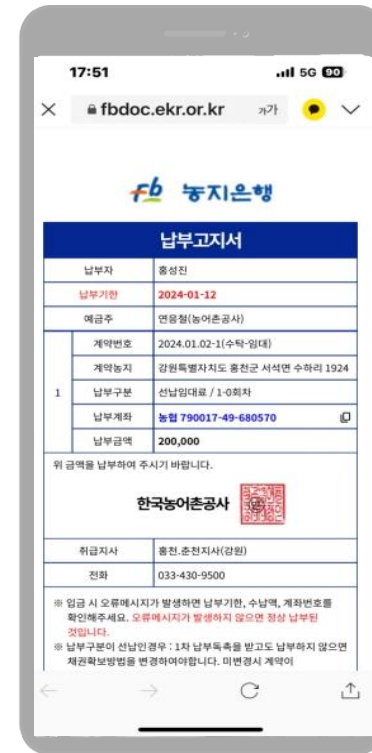 17:51
5G 90
fbdoc.ekr.or.kr 가가
fb 농지은행
납부고지서
납부자 홍성진
납부기한 2024-01-12
예금주 연응철(농어촌공사)
1
계약번호 2024.01.02-1(수탁-임대)
계약농지 강원특별자치도 홍천군 서석면 수하리 1924
납부구분 선납임대료 / 1-0회차
납부계좌 농협 790017-49-680570
납부금액 200,000
위 금액을 납부하여 주시기 바랍니다.
한국농어촌공사
취급지사 홍천.춘천지사(강원)
전화 033-430-9500
※ 입금 시 오류메시지가 발생하면 납부기한, 수납액, 계좌번호를
확인해주세요. 오류메시지가 발생하지 않으면 정상 납부된
것입니다.
※ 납부구분이 선납인경우 : 1차 납부독촉을 받고도 납부하지 않으면
채권확보방법을 변경하여야합니다. 미변경시 계약이